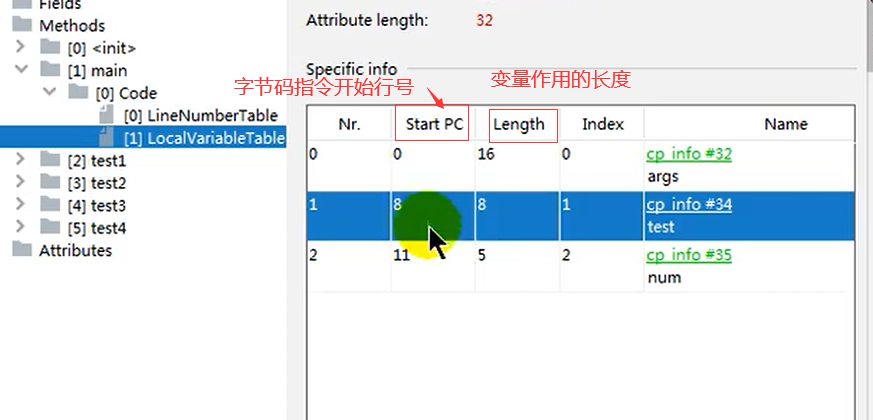 Fields
Methods
[0] <init>
[1] main
[0] Code
[0] LineNumberTable
[1] LocalVariableTable
[2] test1
[3] test2
[4] test3
[5] test4
Attributes
Attribute length: 32
Specific info
字节码指令开始行号
变量作用的长度
Nr. Start PC Length Index Name
0 0 16 0 cp_info #32
args
1 8 8 1 cp_info #34
test
2 11 5 2 cp_info #35
num